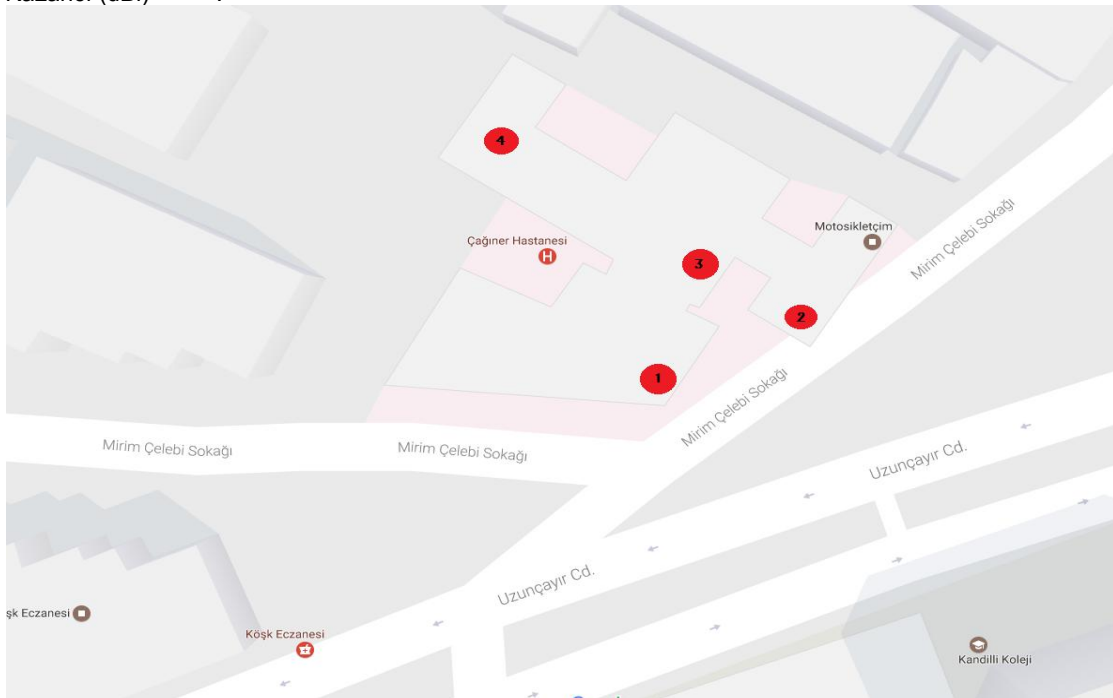 4
Motosikletçim
Mirim Çelebi Sokağı
Çağıner Hastanesi
H
3
2
1
Mirim Çelebi Sokağı
Mirim Çelebi Sokağı
Mirim Çelebi Sokağı
Uzunçayır Cd.
Uzunçayır Cd.
şk Eczanesi
Köşk Eczanesi
Kandilli Koleji